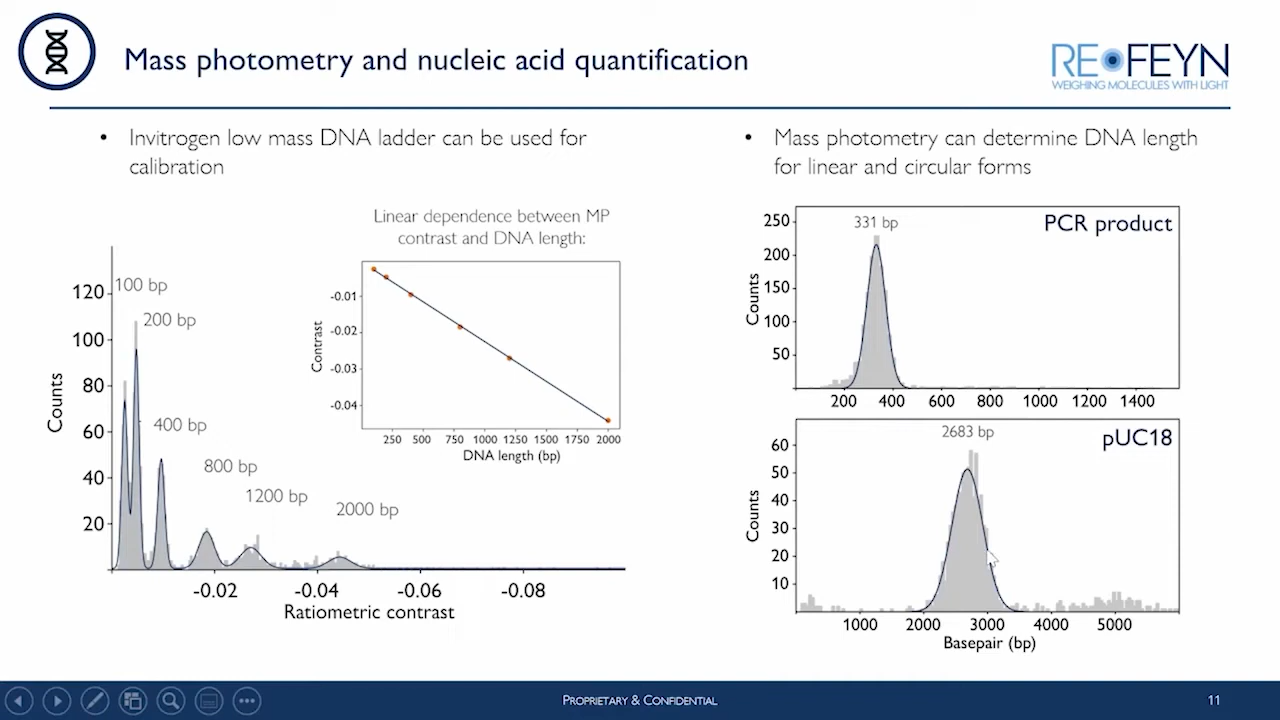 Mass photometry and nucleic acid quantification
REFEYN
WEIGHING MOLECULES WITH LIGHT
• Invitrogen low mass DNA ladder can be used for
calibration
• Mass photometry can determine DNA length
for linear and circular forms
Linear dependence between MP
contrast and DNA length:
Counts
120
100
80
60
40
20
100 bp
200 bp
400 bp
800 bp
1200 bp
2000 bp
-0.02
-0.04
-0.06
-0.08
Ratiometric contrast
Contrast
-0.01
-0.02
-0.03
-0.04
250
500
750
1000
1250
1500
1750
2000
DNA length (bp)
PCR product
331 bp
Counts
250
200
150
100
50
200
400
600
800
1000
1200
1400
pUC18
2683 bp
Counts
60
50
40
30
20
10
1000
2000
3000
4000
5000
Basepair (bp)
PROPRIETARY & CONFIDENTIAL
11